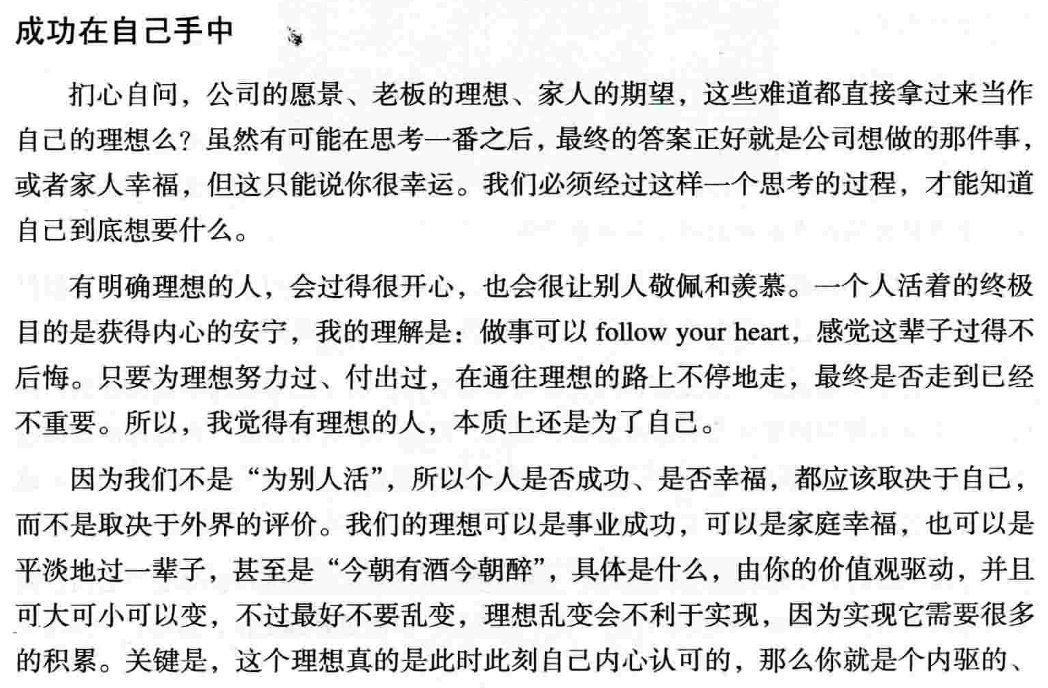 成功在自己手中
扪心自问，公司的愿景、老板的理想、家人的期望，这些难道都直接拿过来当作
自己的理想么？虽然有可能在思考一番之后，最终的答案正好就是公司想做的那件事，
或者家人幸福，但这只能说你很幸运。我们必须经过这样一个思考的过程，才能知道
自己到底想要什么。
有明确理想的人，会过得很开心，也会很让别人敬佩和羡慕。一个人活着的终极
目的是获得内心的安宁，我的理解是：做事可以 follow your heart，感觉这辈子过得不
后悔。只要为理想努力过、付出过，在通往理想的路上不停地走，最终是否走到已经
不重要。所以，我觉得有理想的人，本质上还是为了自己。
因为我们不是“为别人活”，所以个人是否成功、是否幸福，都应该取决于自己，
而不是取决于外界的评价。我们的理想可以是事业成功，可以是家庭幸福，也可以是
平淡地过一辈子，甚至是“今朝有酒今朝醉”，具体是什么，由你的价值观驱动，并且
可大可小可以变，不过最好不要乱变，理想乱变会不利于实现，因为实现它需要很多
的积累。关键是，这个理想真的是此时此刻自己内心认可的，那么你就是个内驱的、